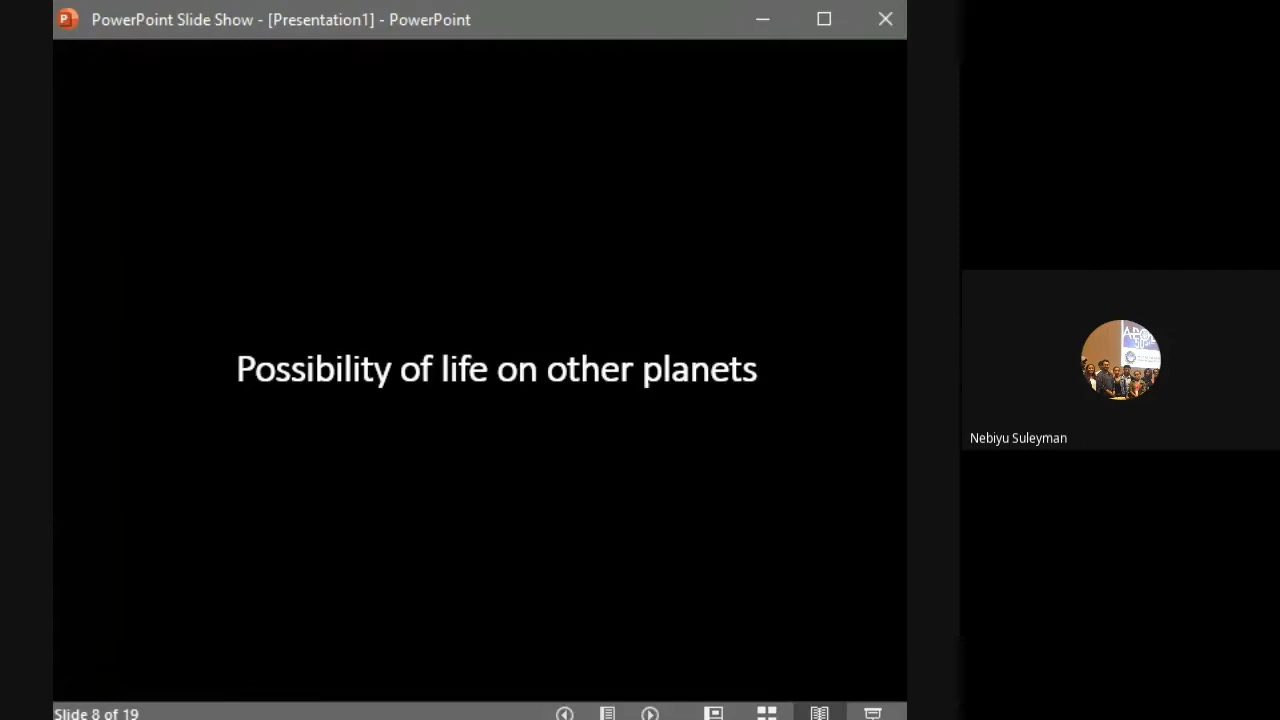 PowerPoint Slide Show - [Presentation1] - PowerPoint
Possibility of life on other planets
Nebiyu Suleyman
Slide 8 of 19